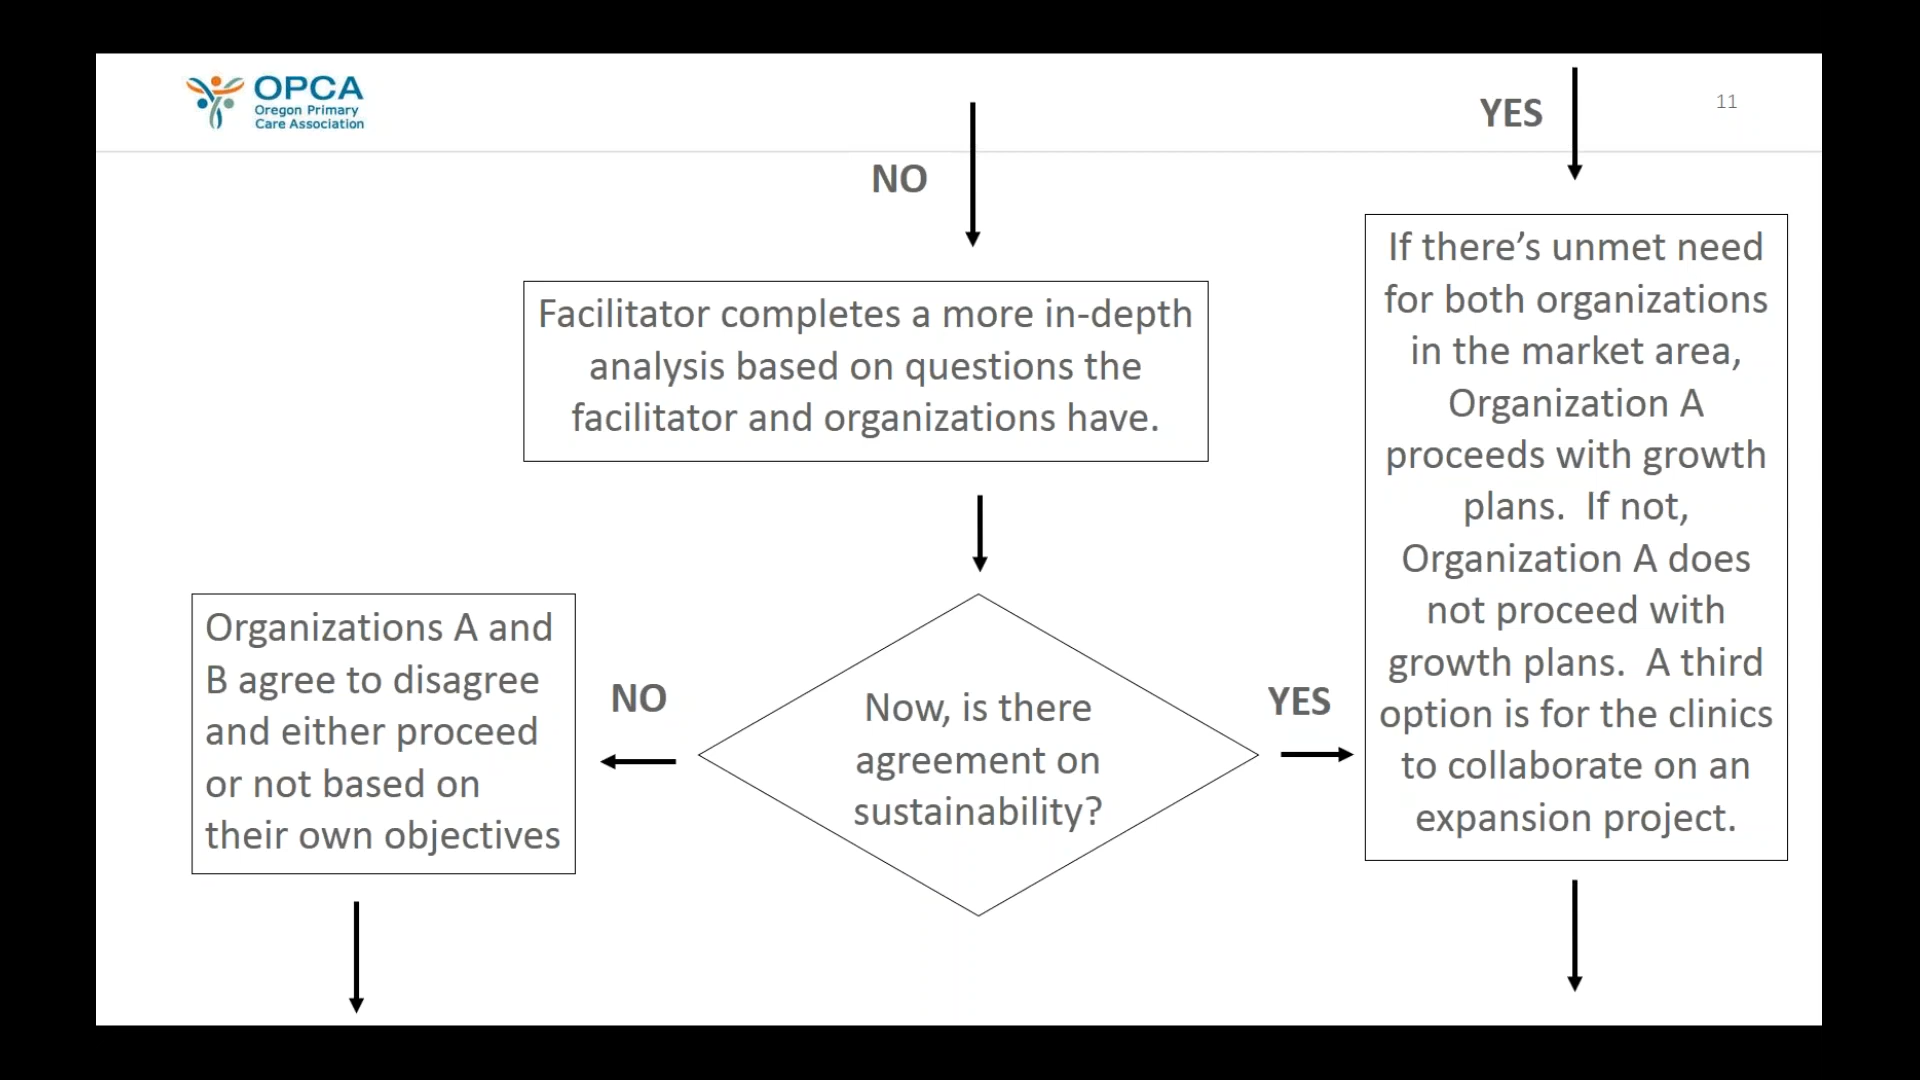 OPCA
Oregon Primary
Care Association
YES
11
NO
Facilitator completes a more in-depth
analysis based on questions the
facilitator and organizations have.
If there’s unmet need
for both organizations
in the market area,
Organization A
proceeds with growth
plans.  If not,
Organization A does
not proceed with
growth plans.  A third
option is for the clinics
to collaborate on an
expansion project.
Organizations A and
B agree to disagree
and either proceed
or not based on
their own objectives
NO
Now, is there
agreement on
sustainability?
YES